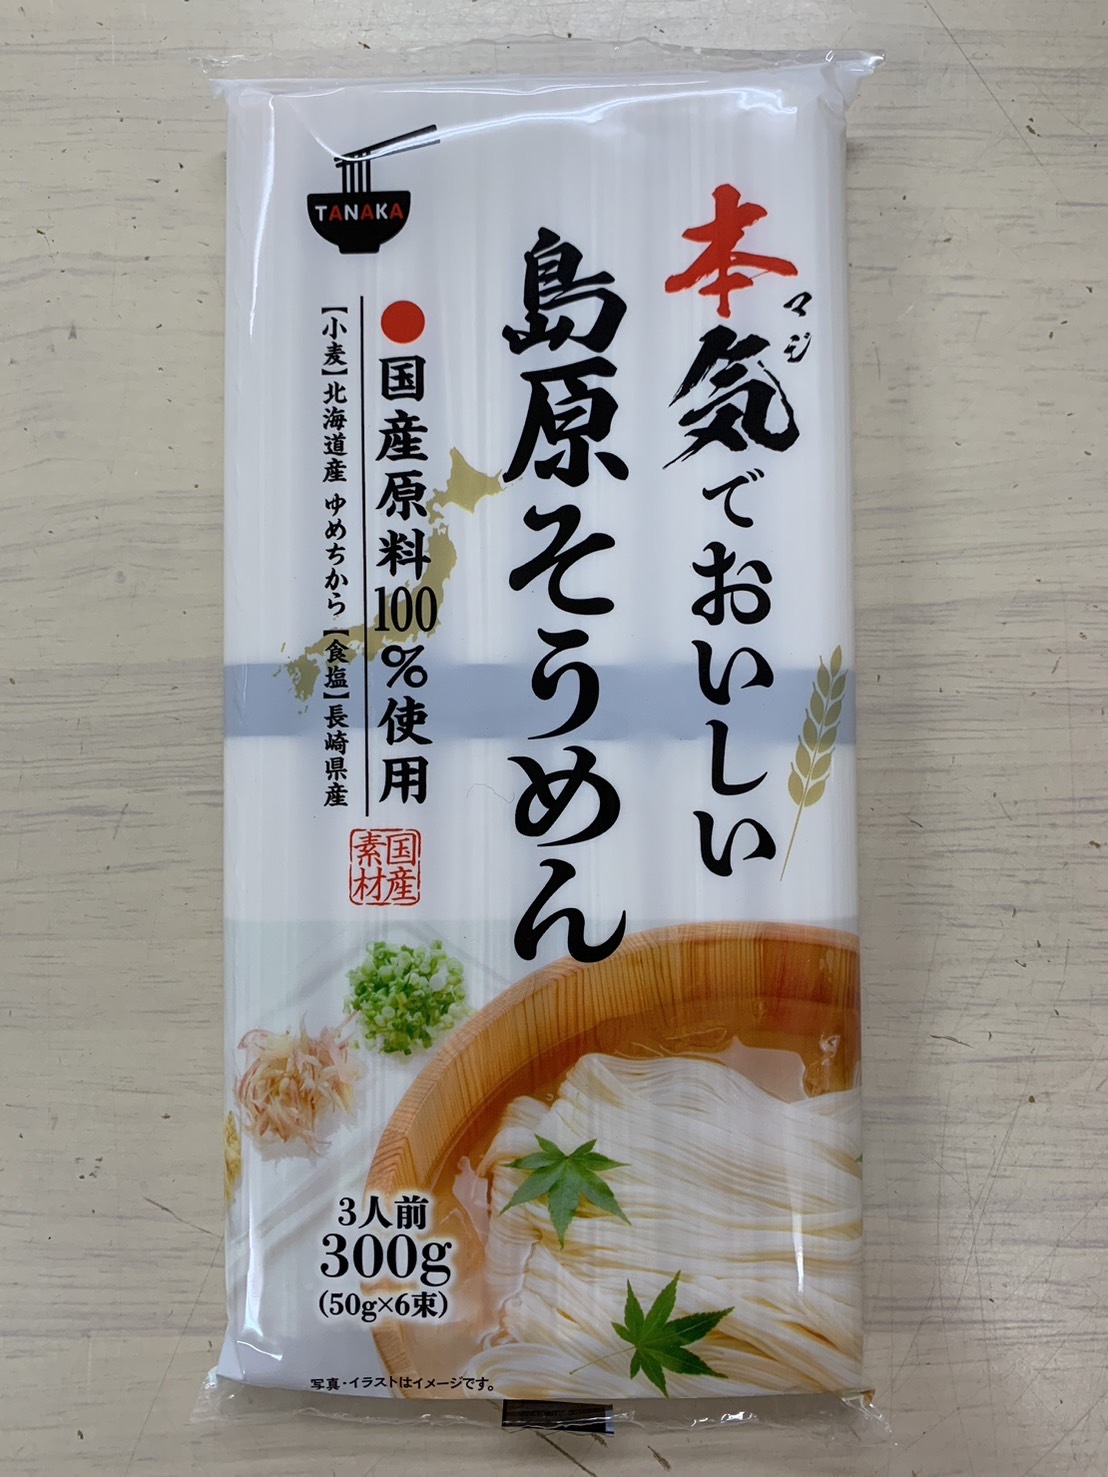 TANAKA
本気でおいしい
マジ
島原そうめん
●国産原料100%使用
【小麦】北海道産 ゆめちから【食塩】長崎県産
国産
素材
3人前
300g
(50g×6束)
写真・イラストはイメージです。